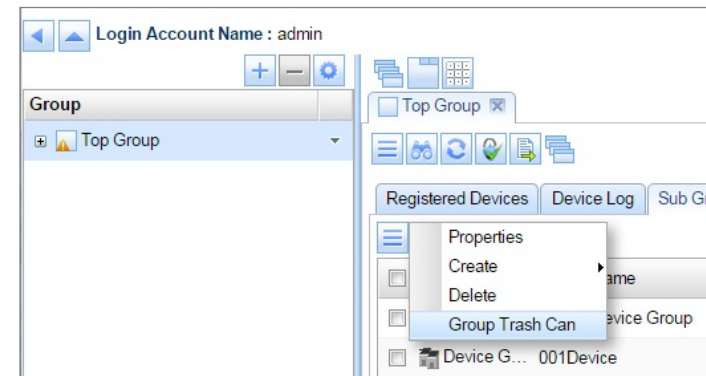 Login Account Name : admin
Group
Top Group
Top Group
Registered Devices Device Log Sub G
Properties
Create
Delete
Group Trash Can
ame
evice Group
Device G... 001Device